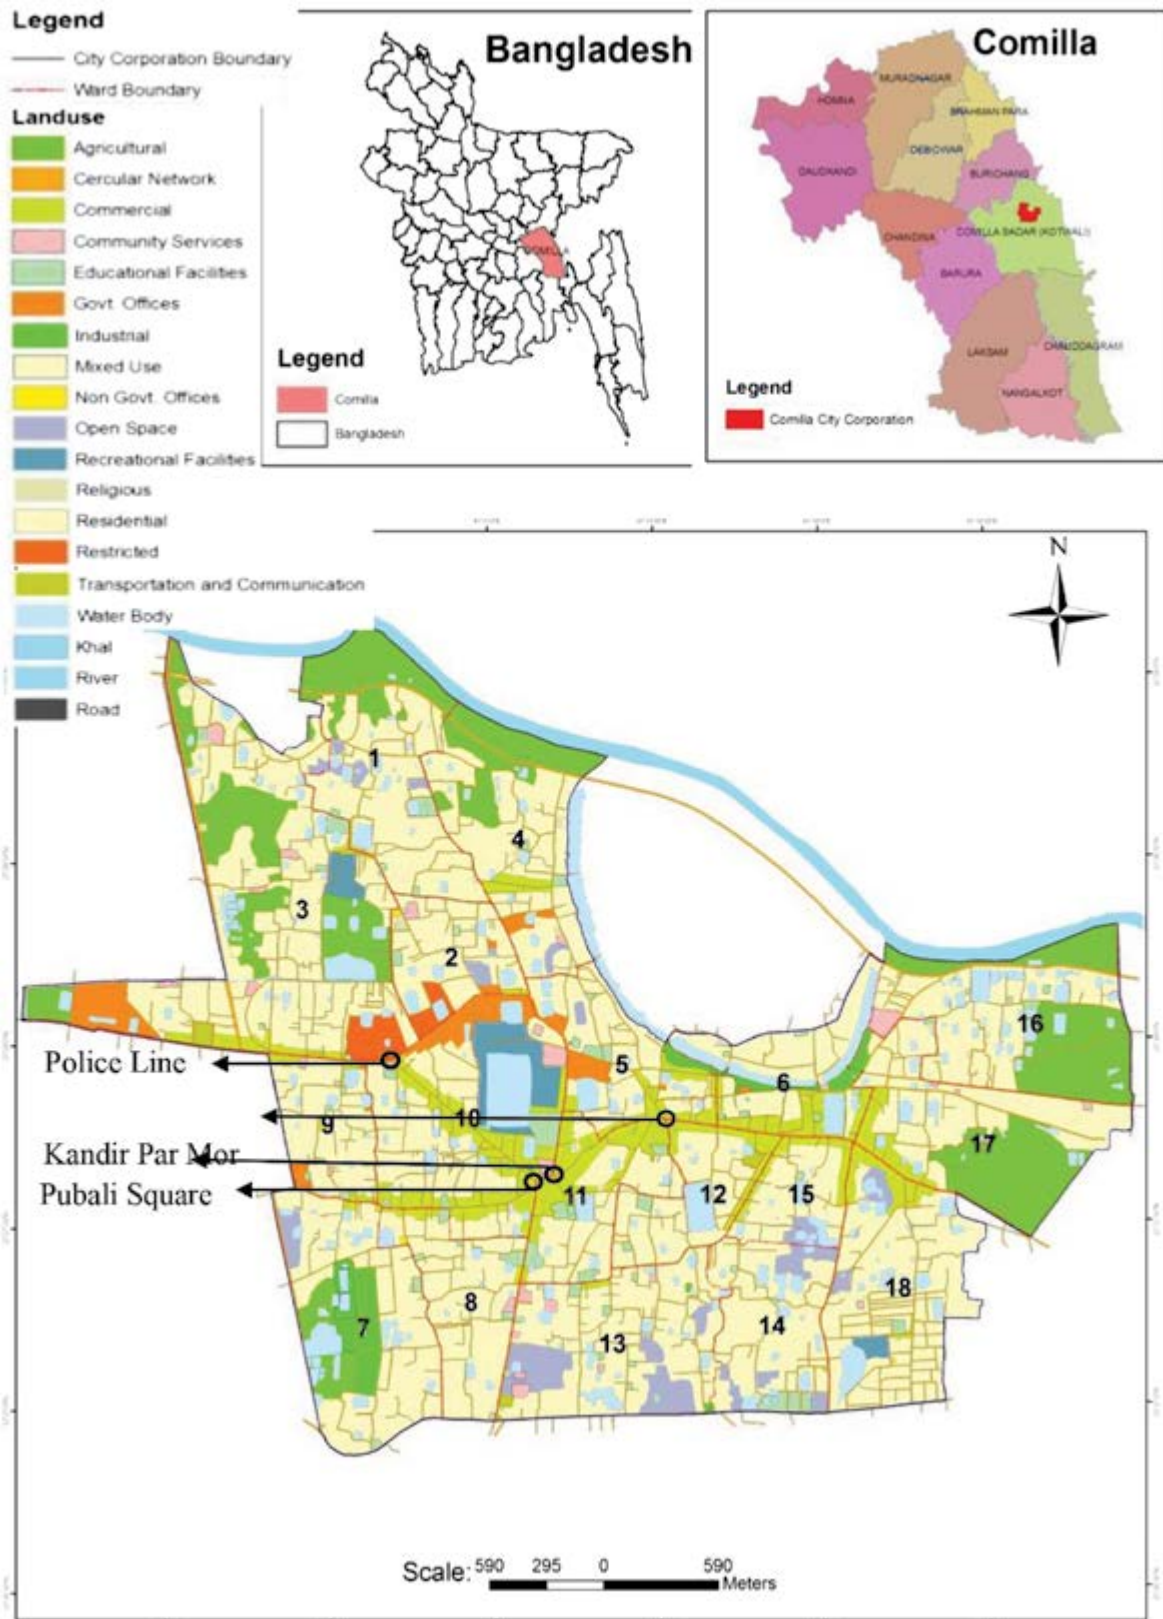 Legend
City Corporation Boundary
Ward Boundary
Landuse
Agricultural
Cercular Network
Commercial
Community Services
Educational Facilities
Govt. Offices
Industrial
Mixed Use
Non Govt. Offices
Open Space
Recreational Facilities
Religious
Residential
Restricted
Transportation and Communication
Water Body
Khal
River
Road
Bangladesh
COMILLA
Legend
Comilla
Bangladesh
Comilla
MURADNAGAR
HOMNA
BRAHMAN PARA
DEBIDWAR
DAUDKANDI
BURICHANG
CHANDINA
COMILLA SADAR (KOTWALI)
BARURA
LAKSAM
CHAUDDAGRAM
NANGALKOT
Legend
Comilla City Corporation
N
1
4
3
2
16
5
6
Police Line
10
9
17
Kandir Par Mor
Pubali Square
11
12
15
18
8
7
14
13
Scale: 590 295 0 590
Meters